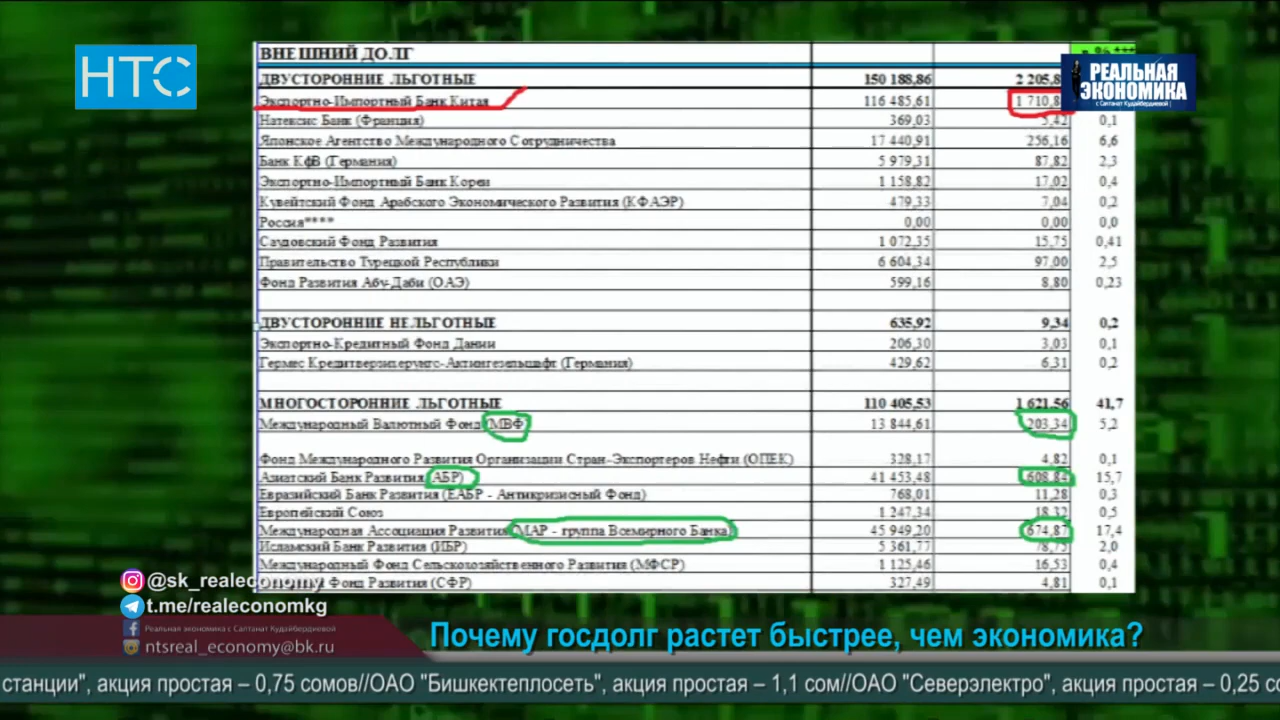 НТС
РЕАЛЬНАЯ
ЭКОНОМИКА
с Салтанат Кудайбердиевой
ВНЕШНИЙ ДОЛГ
ДВУСТОРОННИЕ ЛЬГОТНЫЕ 150 188,86 2 205,8
Экспортно-Импортный Банк Китая 116 485,61 1 710,8
Натексис Банк (Франция) 369,03 5,42 0,1
Японское Агентство Международного Сотрудничества 17 440,91 256,16 6,6
Банк КфВ (Германия) 5 979,31 87,82 2,3
Экспортно-Импортный Банк Кореи 1 158,82 17,02 0,4
Кувейтский Фонд Арабского Экономического Развития (КФАЭР) 479,33 7,04 0,2
Россия**** 0,00 0,00 0,0
Саудовский Фонд Развития 1 072,35 15,75 0,41
Правительство Турецкой Республики 6 604,34 97,00 2,5
Фонд Развития Абу-Даби (ОАЭ) 599,16 8,80 0,23
ДВУСТОРОННИЕ НЕЛЬГОТНЫЕ 635,92 9,34 0,2
Экспортно-Кредитный Фонд Дании 206,30 3,03 0,1
Гермес Кредитверзихерунгс-Актингезельшафт (Германия) 429,62 6,31 0,2
МНОГОСТОРОННИЕ ЛЬГОТНЫЕ 110 405,53 1 621,56 41,7
Международный Валютный Фонд (МВФ) 13 844,61 203,34 5,2
Фонд Международного Развития Организации Стран-Экспортеров Нефти (ОПЕК) 328,17 4,82 0,1
Азиатский Банк Развития (АБР) 41 453,48 608,84 15,7
Евразийский Банк Развития (ЕАБР - Антикризисный Фонд) 768,01 11,28 0,3
Европейский Союз 1 247,34 18,32 0,5
Международная Ассоциация Развития (МАР - группа Всемирного Банка) 45 949,20 674,87 17,4
Исламский Банк Развития (ИБР) 5 361,77 78,75 2,0
Международный Фонд Сельскохозяйственного Развития (МФСР) 1 125,46 16,53 0,4
Фонд Развития (СФР) 327,49 4,81 0,1
@sk_realeconomy
t.me/realeconomkg
Реальная экономика с Салтанат Кудайбердиевой
ntsreal_economy@bk.ru
Почему госдолг растет быстрее, чем экономика?
станции", акция простая – 0,75 сомов//ОАО "Бишкектеплосеть", акция простая – 1,1 сом//ОАО "Северэлектро", акция простая – 0,25 со